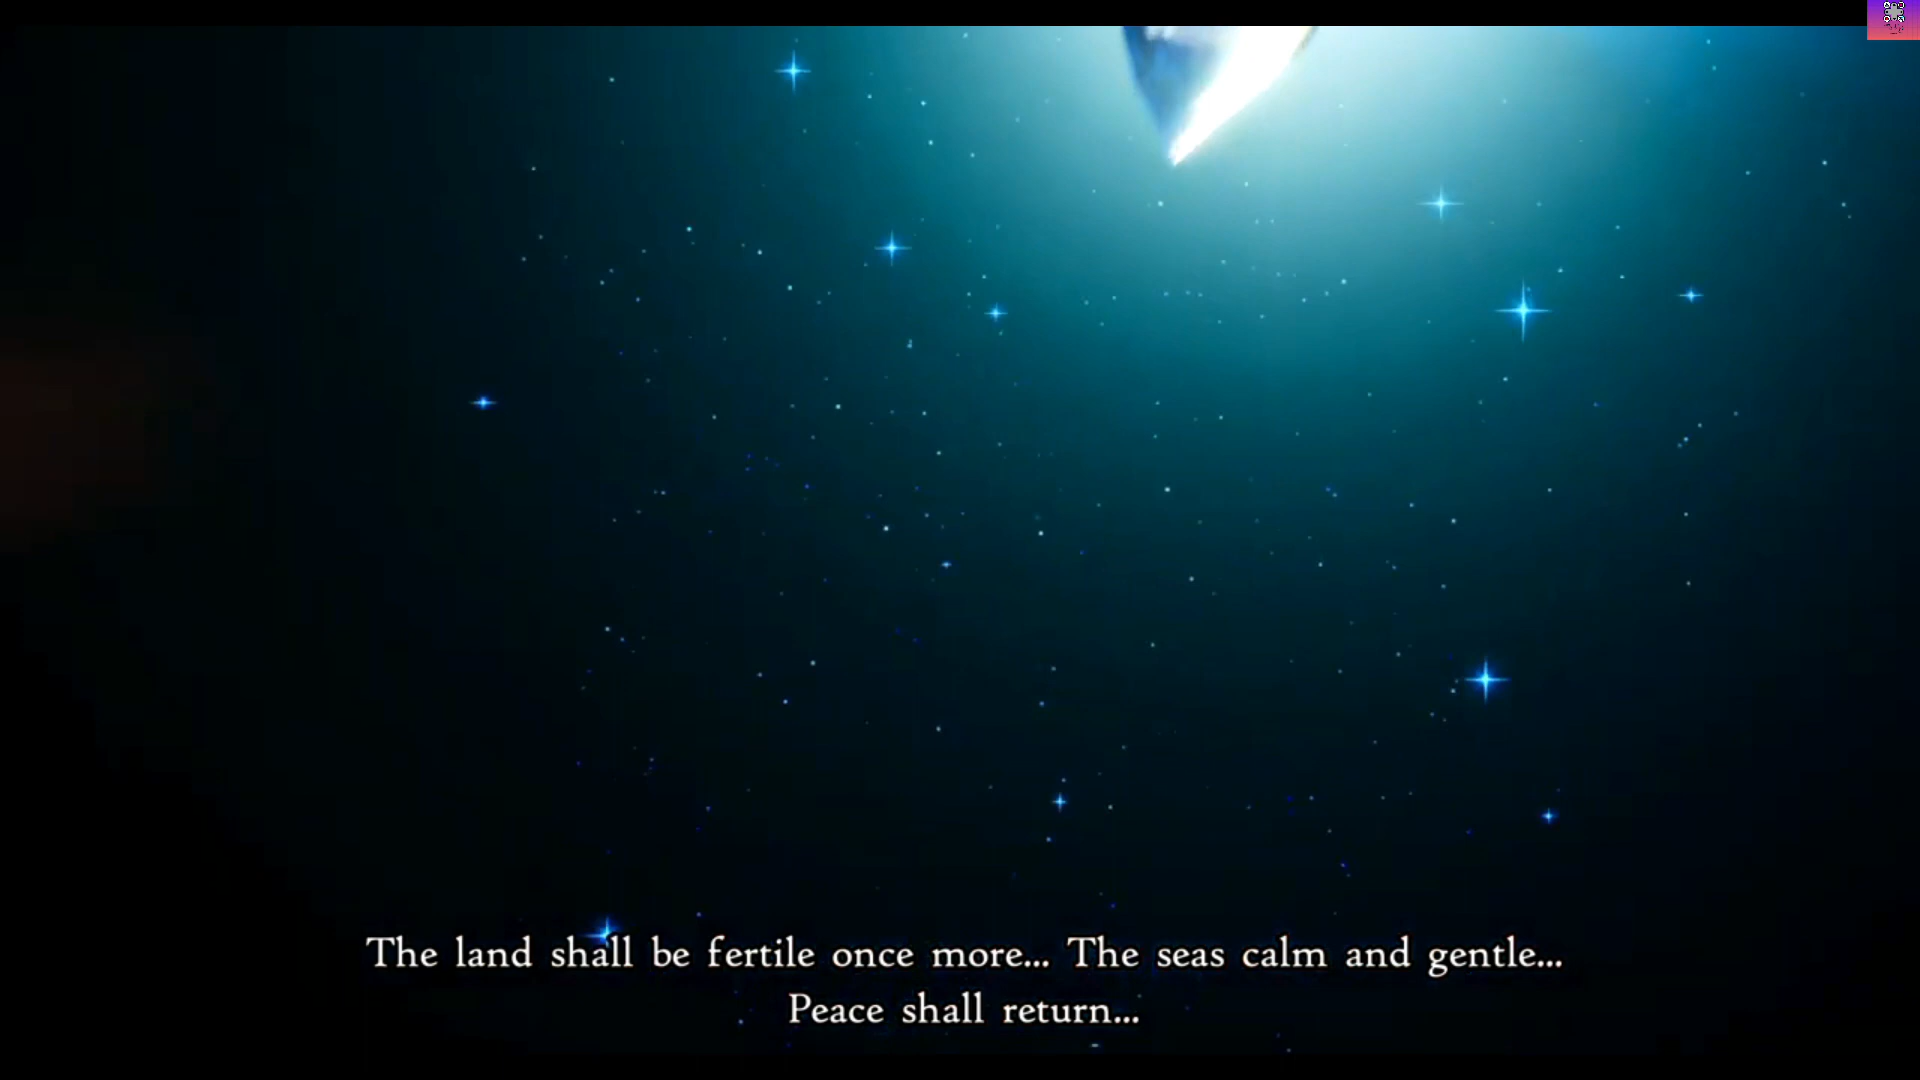 The land shall be fertile once more... The seas calm and gentle...
Peace shall return...